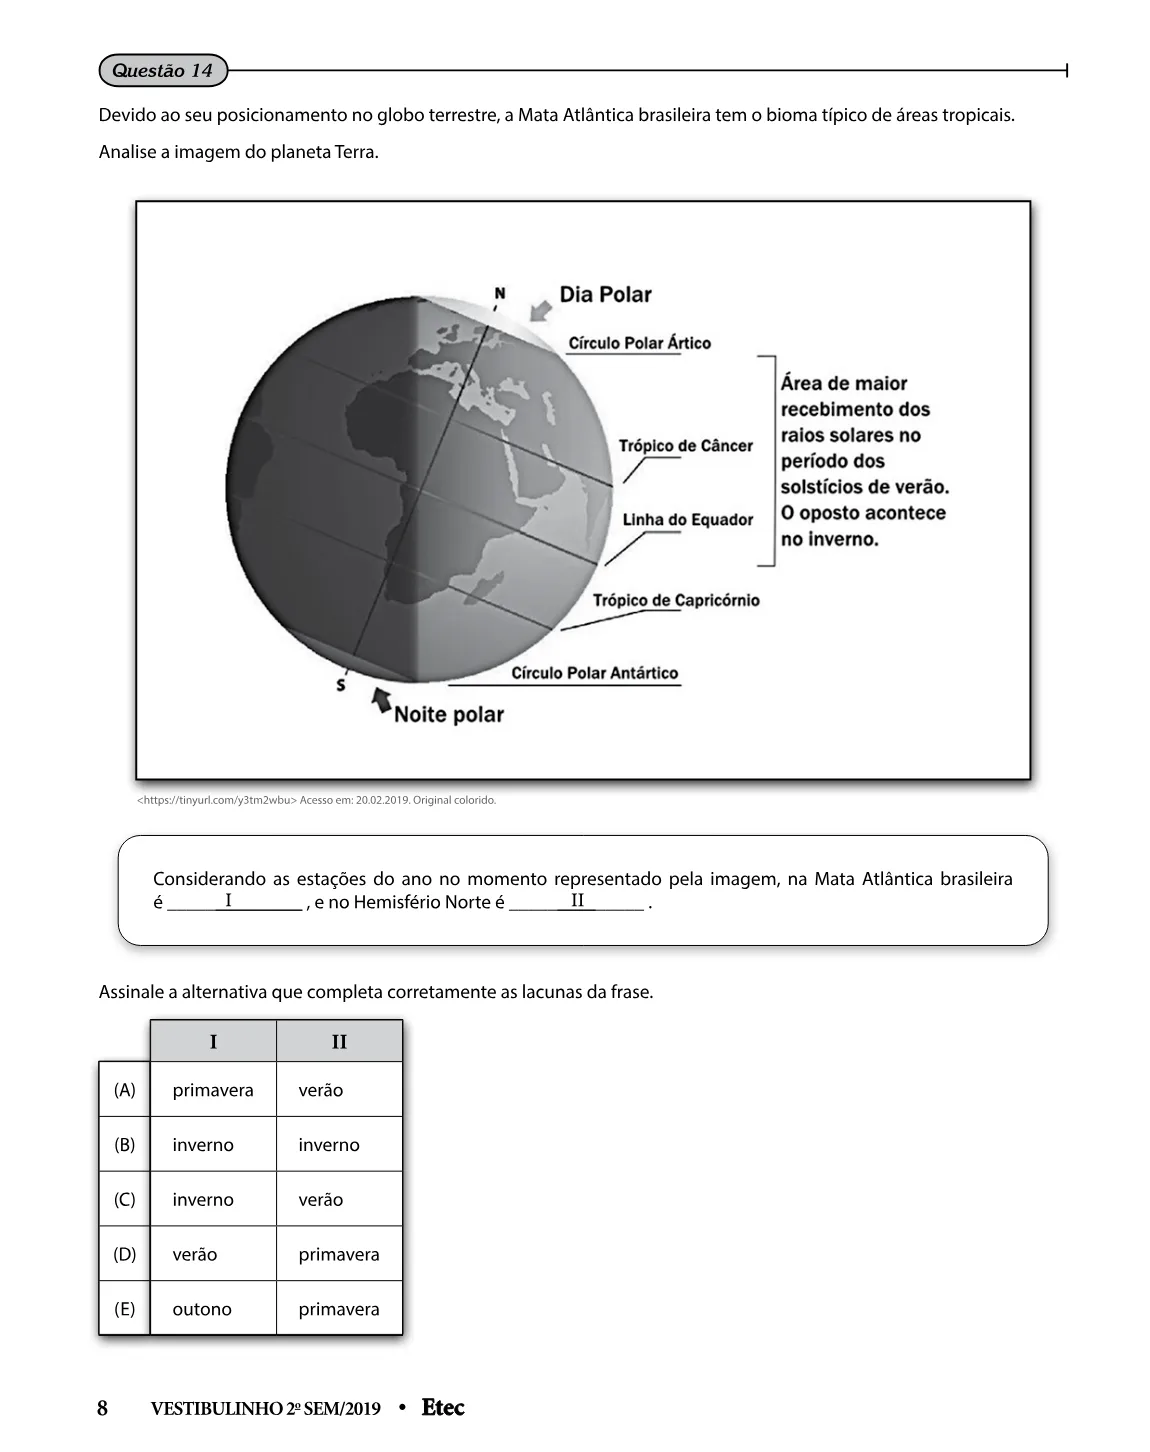 Questão 14
Devido ao seu posicionamento no globo terrestre, a Mata Atlântica brasileira tem o bioma típico de áreas tropicais.
Analise a imagem do planeta Terra.
N
Dia Polar
Círculo Polar Ártico
Área de maior
recebimento dos
raios solares no
período dos
solstícios de verão.
O oposto acontece
no inverno.
Trópico de Câncer
Linha do Equador
Trópico de Capricórnio
Círculo Polar Antártico
S
Noite polar
<https://tinyurl.com/y3tm2wbu> Acesso em: 20.02.2019. Original colorido.
Considerando as estações do ano no momento representado pela imagem, na Mata Atlântica brasileira
é ______I________ , e no Hemisfério Norte é ______II______ .
Assinale a alternativa que completa corretamente as lacunas da frase.
I II
(A) primavera verão
(B) inverno inverno
(C) inverno verão
(D) verão primavera
(E) outono primavera
8 VESTIBULINHO 2º SEM/2019 • Etec